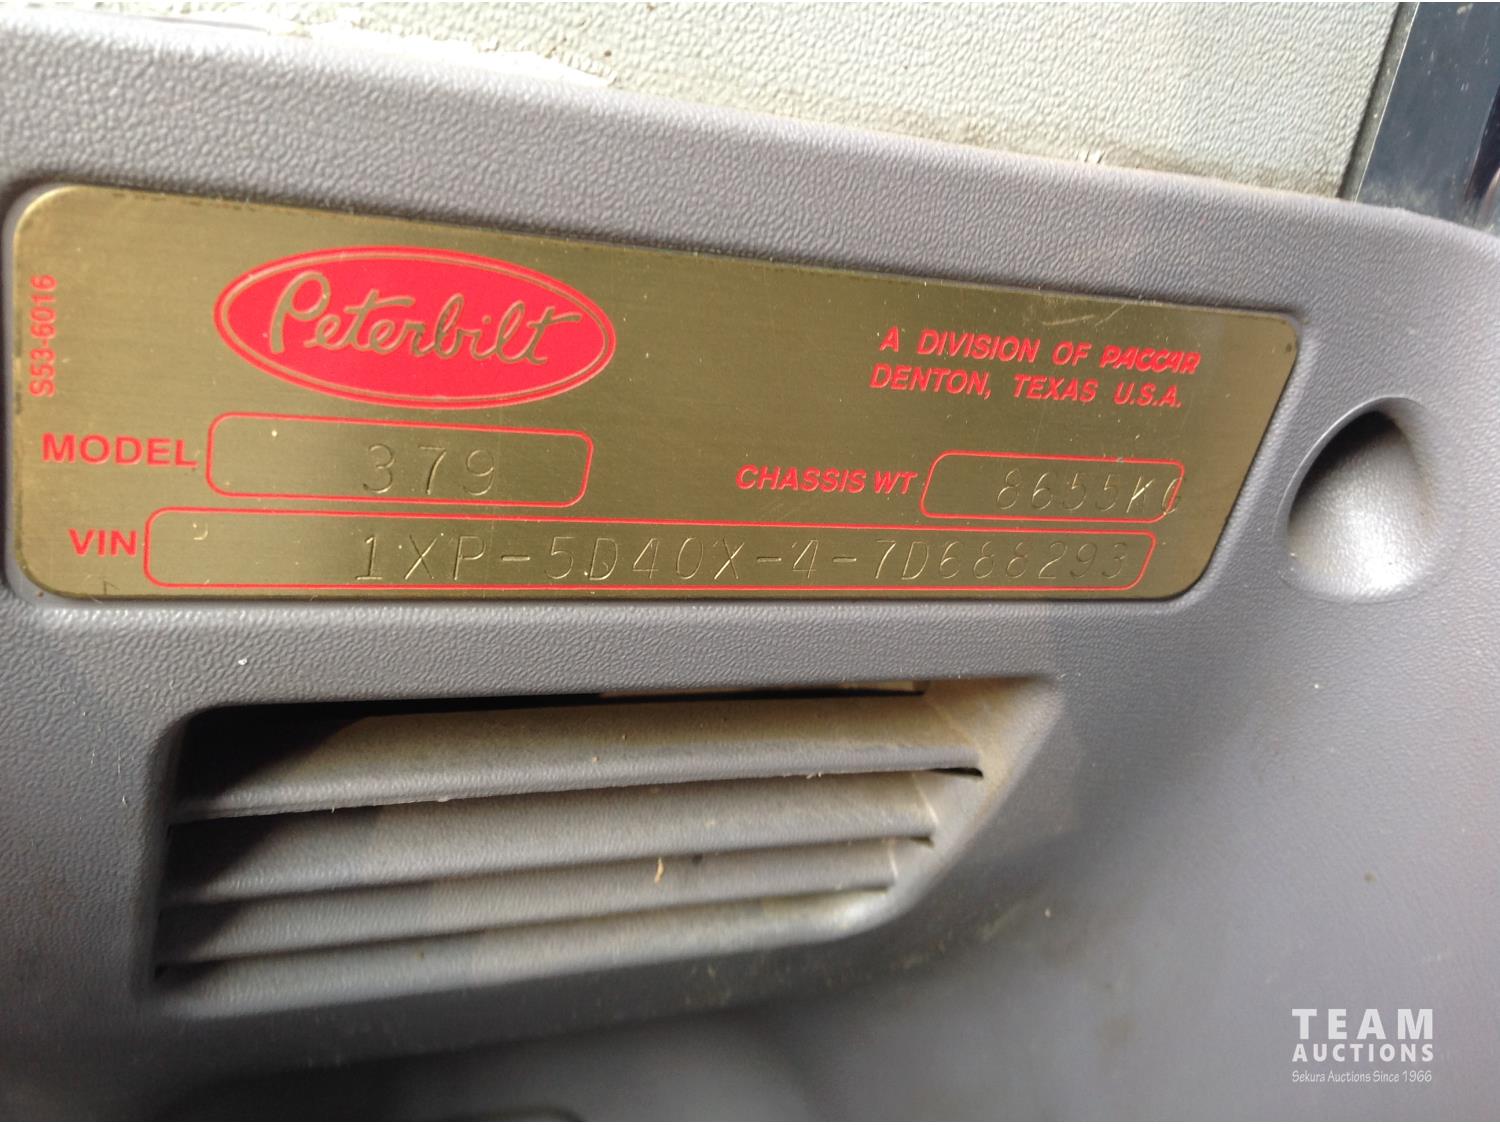 S53-6016
Peterbilt
A DIVISION OF PACCAR
DENTON, TEXAS U.S.A.
MODEL 379
CHASSIS WT 8655KG
VIN 1XP-5D40X-4-7D688293
TEAM
AUCTIONS
Sekura Auctions Since 1966